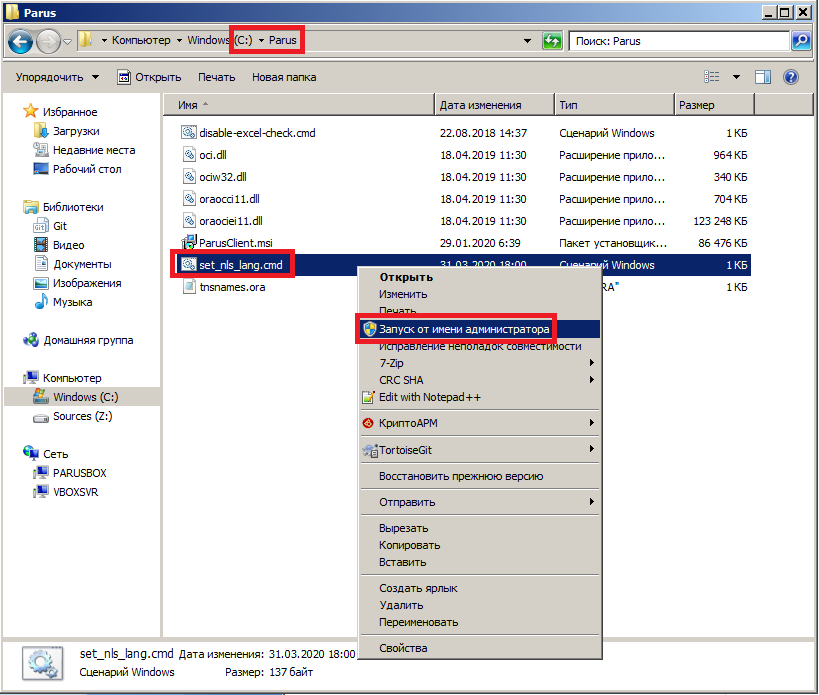 Parus
Компьютер Windows (C:) Parus
Поиск: Parus
Упорядочить Открыть Печать Новая папка
Имя Дата изменения Тип Размер
Избранное
Загрузки
Недавние места
Рабочий стол
Библиотеки
Git
Видео
Документы
Изображения
Музыка
Домашняя группа
Компьютер
Windows (C:)
Sources (Z:)
Сеть
PARUSBOX
VBOXSVR
disable-excel-check.cmd 22.08.2018 14:37 Сценарий Windows 1 КБ
oci.dll 18.04.2019 11:30 Расширение прило... 964 КБ
ociw32.dll 18.04.2019 11:30 Расширение прило... 340 КБ
oraocci11.dll 18.04.2019 11:30 Расширение прило... 704 КБ
oraociei11.dll 18.04.2019 11:30 Расширение прило... 123 248 КБ
ParusClient.msi 29.01.2020 6:39 Пакет установщик... 86 476 КБ
set_nls_lang.cmd 31.03.2020 18:00 Сценарий Windows 1 КБ
tnsnames.ora RA" 1 КБ
Открыть
Изменить
Печать
Запуск от имени администратора
Исправление неполадок совместимости
7-Zip
CRC SHA
Edit with Notepad++
КриптоАРМ
TortoiseGit
Восстановить прежнюю версию
Отправить
Вырезать
Копировать
Вставить
Создать ярлык
Удалить
Переименовать
Свойства
set_nls_lang.cmd Дата изменения: 31.03.2020 18:00
Сценарий Windows Размер: 137 байт